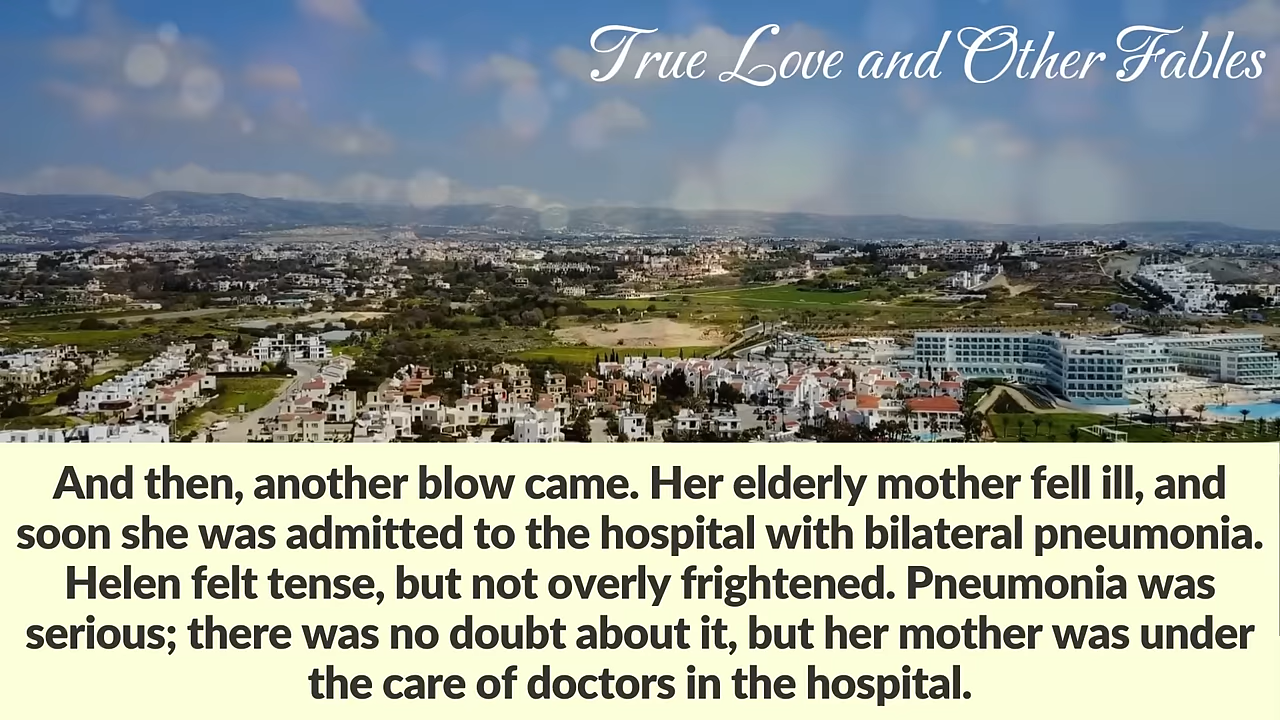 True Love and Other Fables
And then, another blow came. Her elderly mother fell ill, and
soon she was admitted to the hospital with bilateral pneumonia.
Helen felt tense, but not overly frightened. Pneumonia was
serious; there was no doubt about it, but her mother was under
the care of doctors in the hospital.